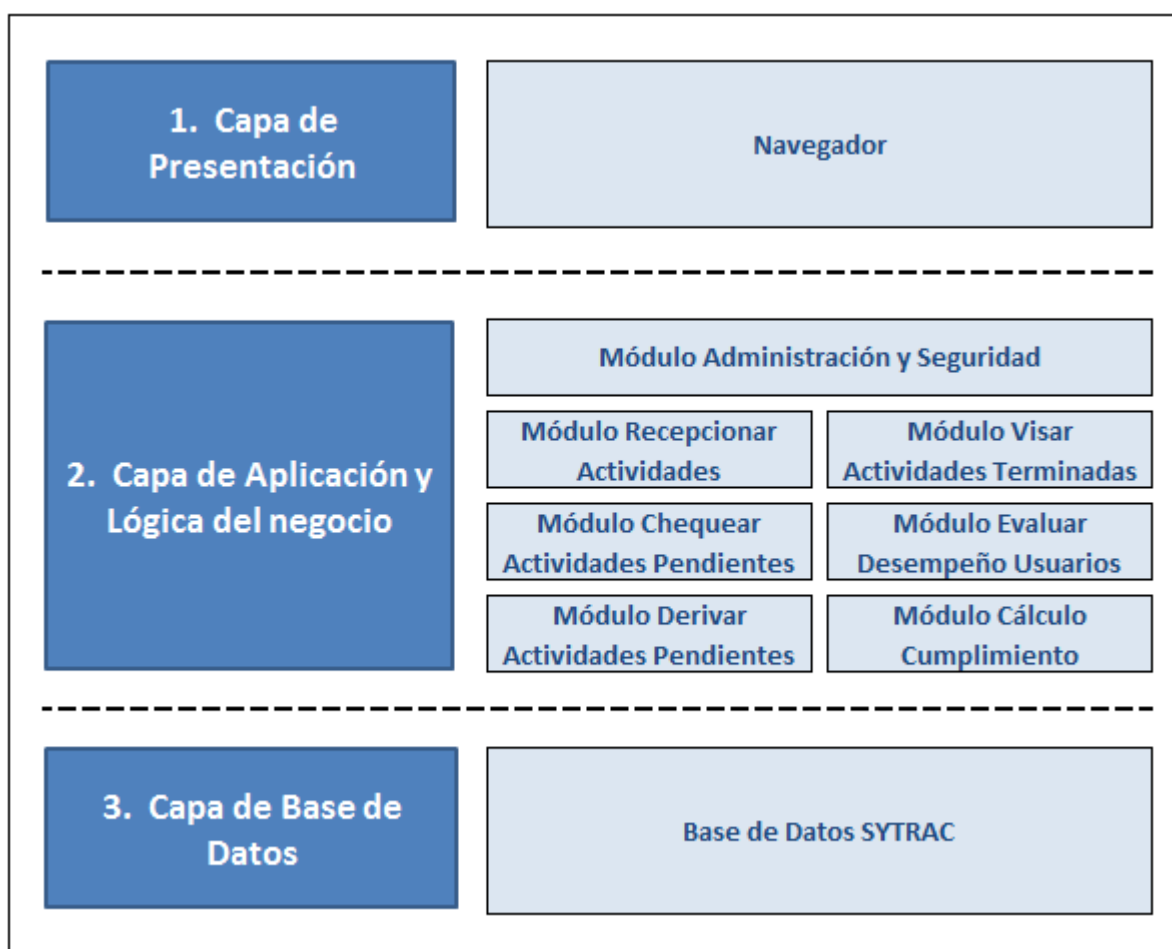 1. Capa de
Presentación
Navegador
2. Capa de Aplicación y
Lógica del negocio
Módulo Administración y Seguridad
Módulo Recepcionar
Actividades
Módulo Visar
Actividades Terminadas
Módulo Chequear
Actividades Pendientes
Módulo Evaluar
Desempeño Usuarios
Módulo Derivar
Actividades Pendientes
Módulo Cálculo
Cumplimiento
3. Capa de Base de
Datos
Base de Datos SYTRAC